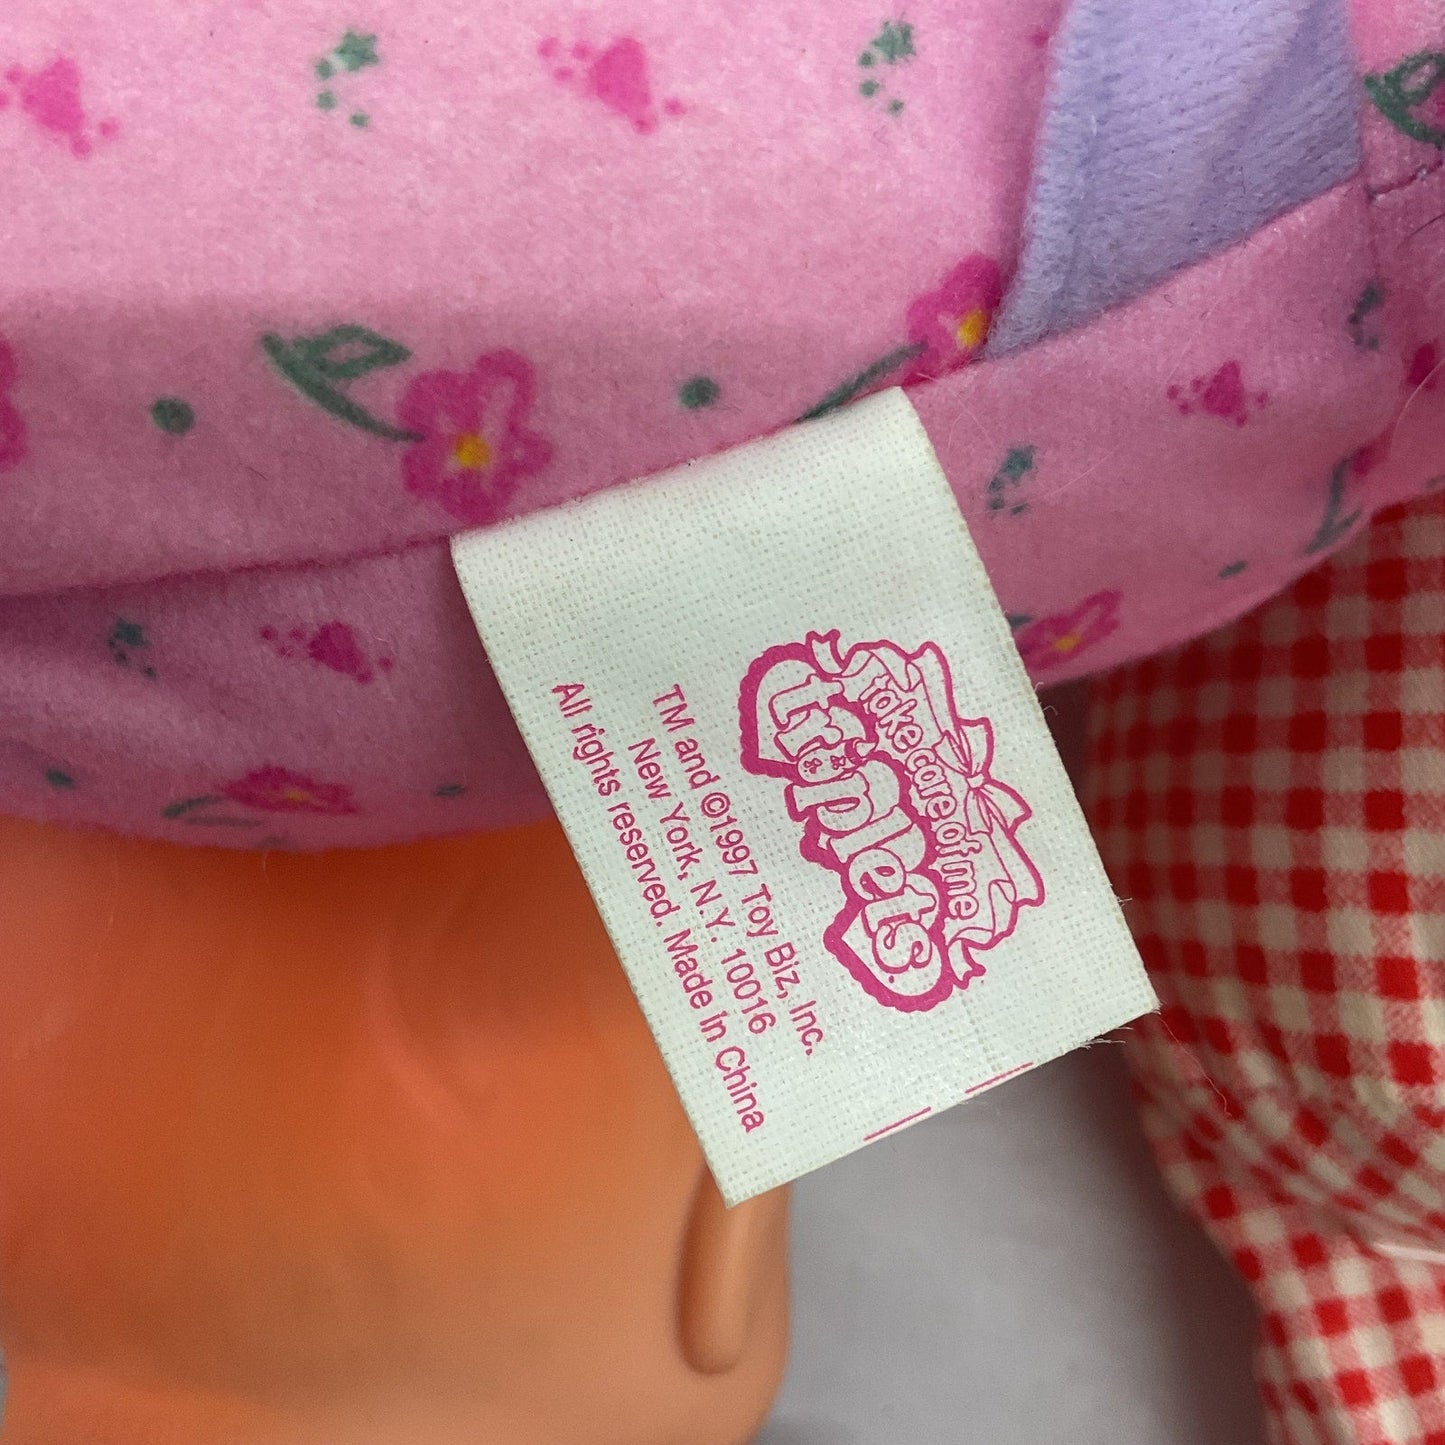 Take care of me
triplets.
TM and ©1997 Toy Biz, Inc.
New York, N.Y. 10016
All rights reserved. Made in China